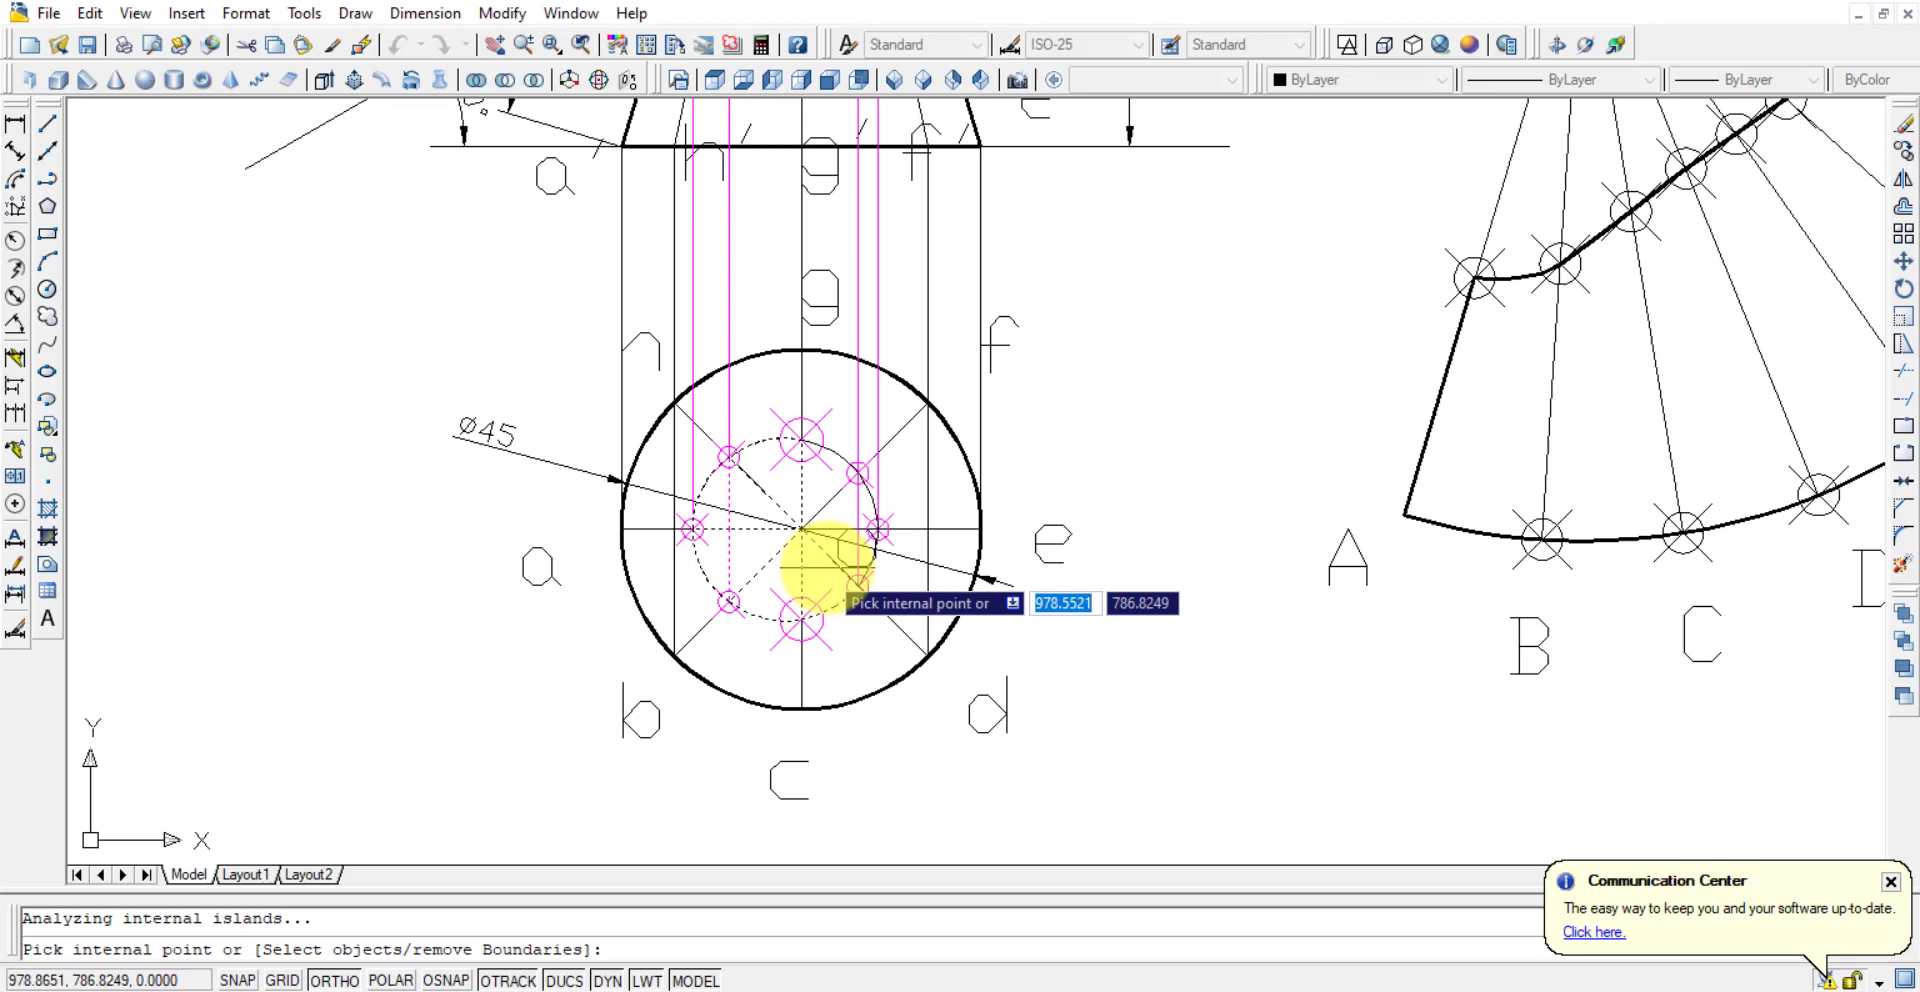 File Edit View Insert Format Tools Draw Dimension Modify Window Help
Standard ISO-25 Standard
ByLayer ByLayer ByLayer ByColor
a' h' g' f'
g
h f
Ø45
a e A
B C D
b d
c
Pick internal point or 978.5521 786.8249
Y
X
Model Layout1 Layout2
Communication Center
The easy way to keep you and your software up-to-date.
Click here.
Analyzing internal islands...
Pick internal point or [Select objects/remove Boundaries]:
978.8651, 786.8249, 0.0000 SNAP GRID ORTHO POLAR OSNAP OTRACK DUCS DYN LWT MODEL